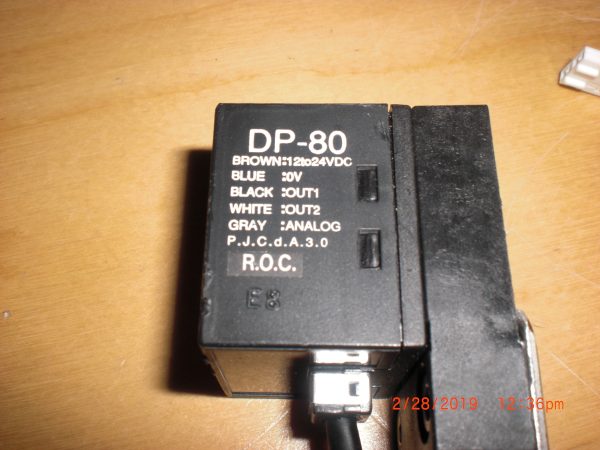 DP-80
BROWN:12to24VDC
BLUE :0V
BLACK :OUT1
WHITE :OUT2
GRAY :ANALOG
P.J.C.d.A.3.0
R.O.C.
E8
2/28/2019 12:36pm